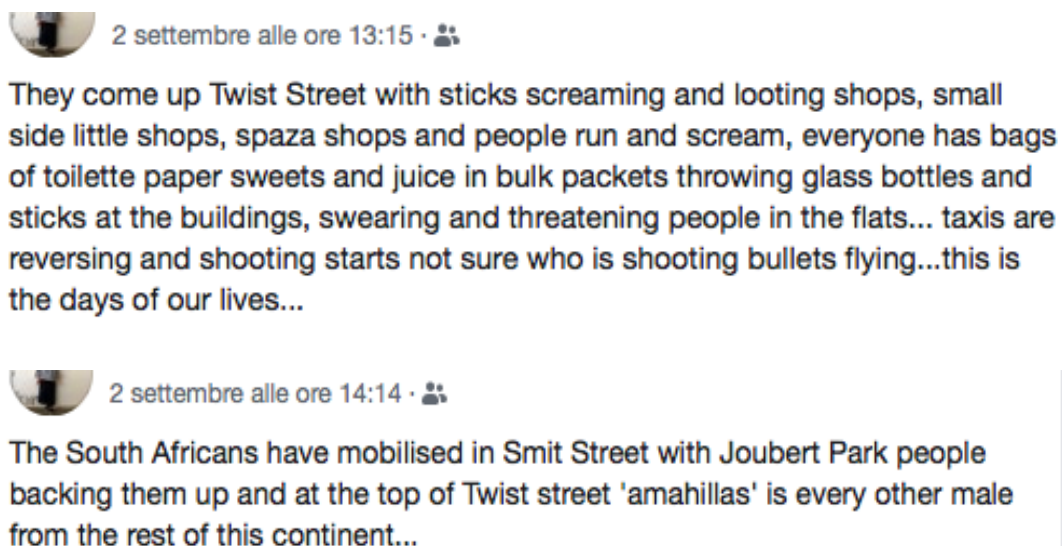 2 settembre alle ore 13:15 ·
They come up Twist Street with sticks screaming and looting shops, small
side little shops, spaza shops and people run and scream, everyone has bags
of toilette paper sweets and juice in bulk packets throwing glass bottles and
sticks at the buildings, swearing and threatening people in the flats... taxis are
reversing and shooting starts not sure who is shooting bullets flying...this is
the days of our lives...
2 settembre alle ore 14:14 ·
The South Africans have mobilised in Smit Street with Joubert Park people
backing them up and at the top of Twist street 'amahillas' is every other male
from the rest of this continent...